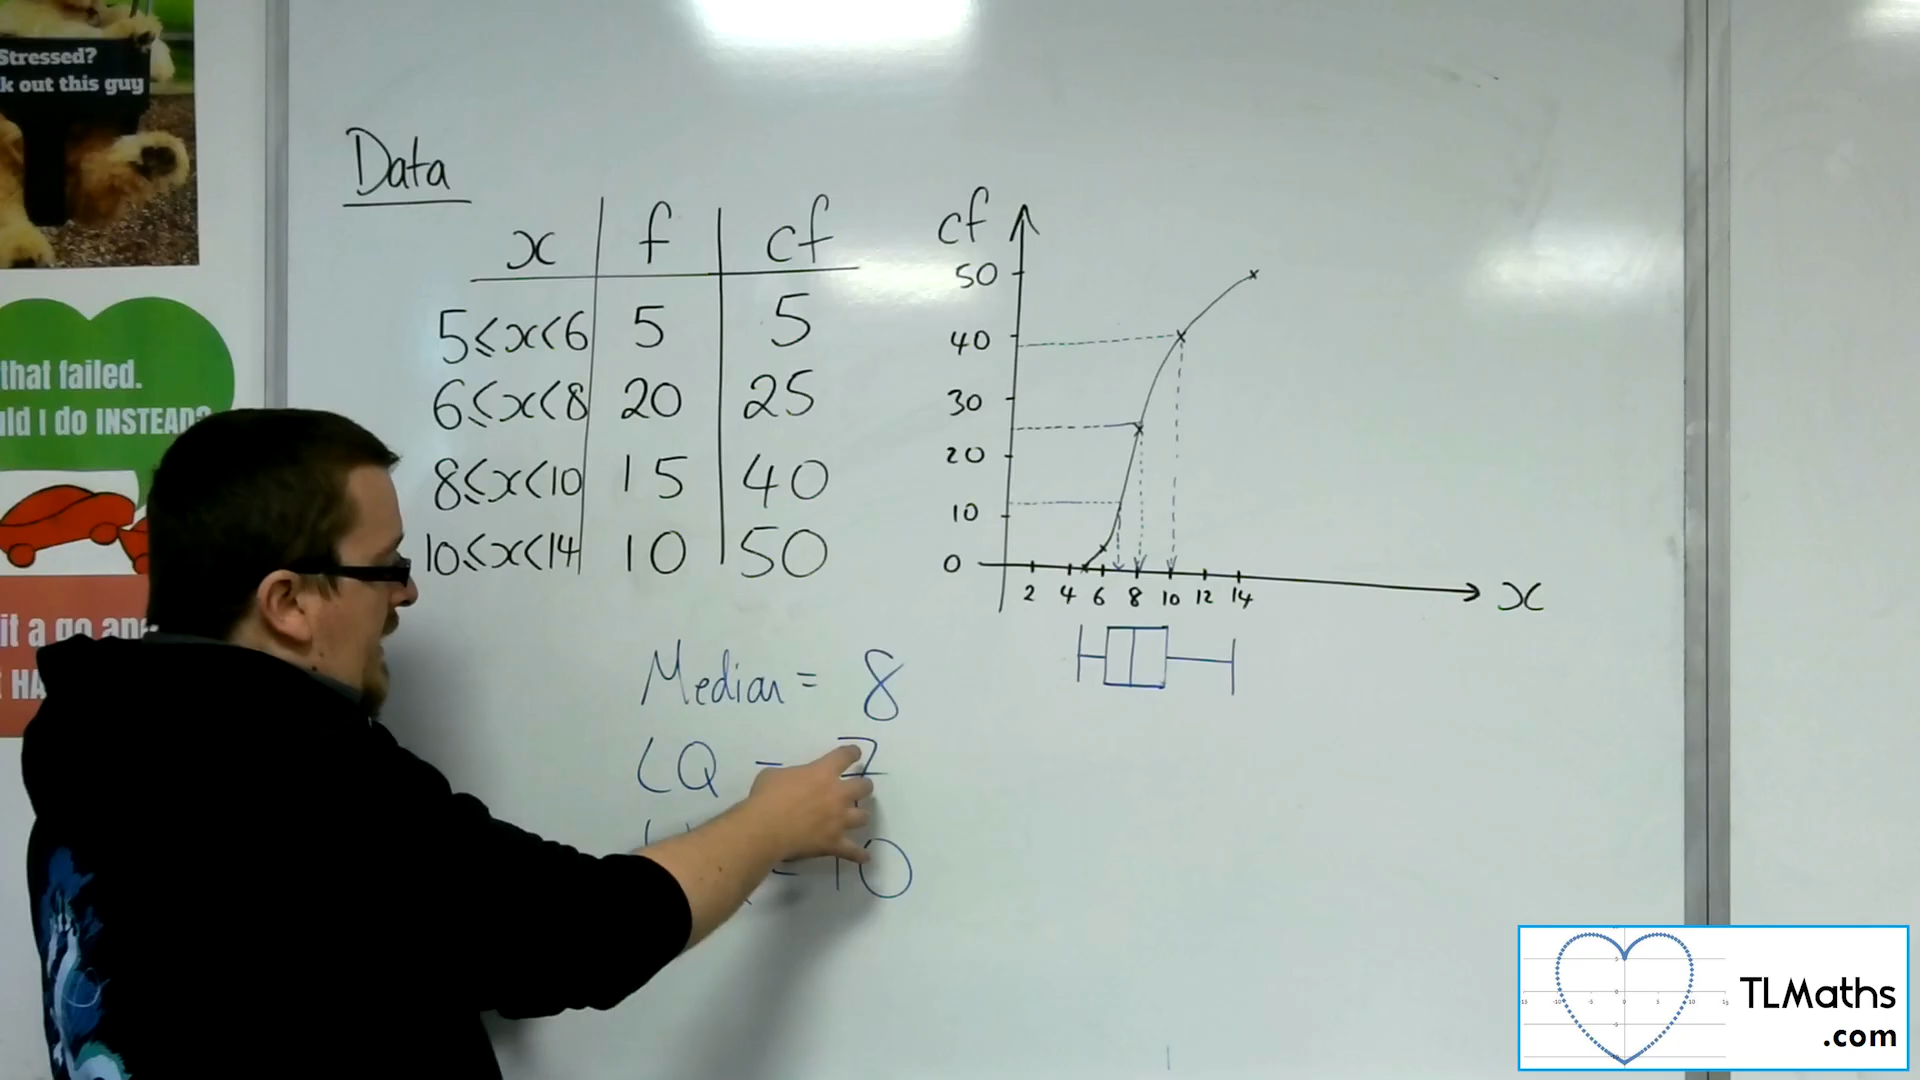 Stressed?
k out this guy
that failed.
ld I do INSTEAD?
it a go and
HA
Data
x f cf
5≤x<6 5 5
6≤x<8 20 25
8≤x<10 15 40
10≤x<14 10 50
cf
50
40
30
20
10
0
2 4 6 8 10 12 14
x
Median = 8
LQ = 7
= 10
TLMaths
.com